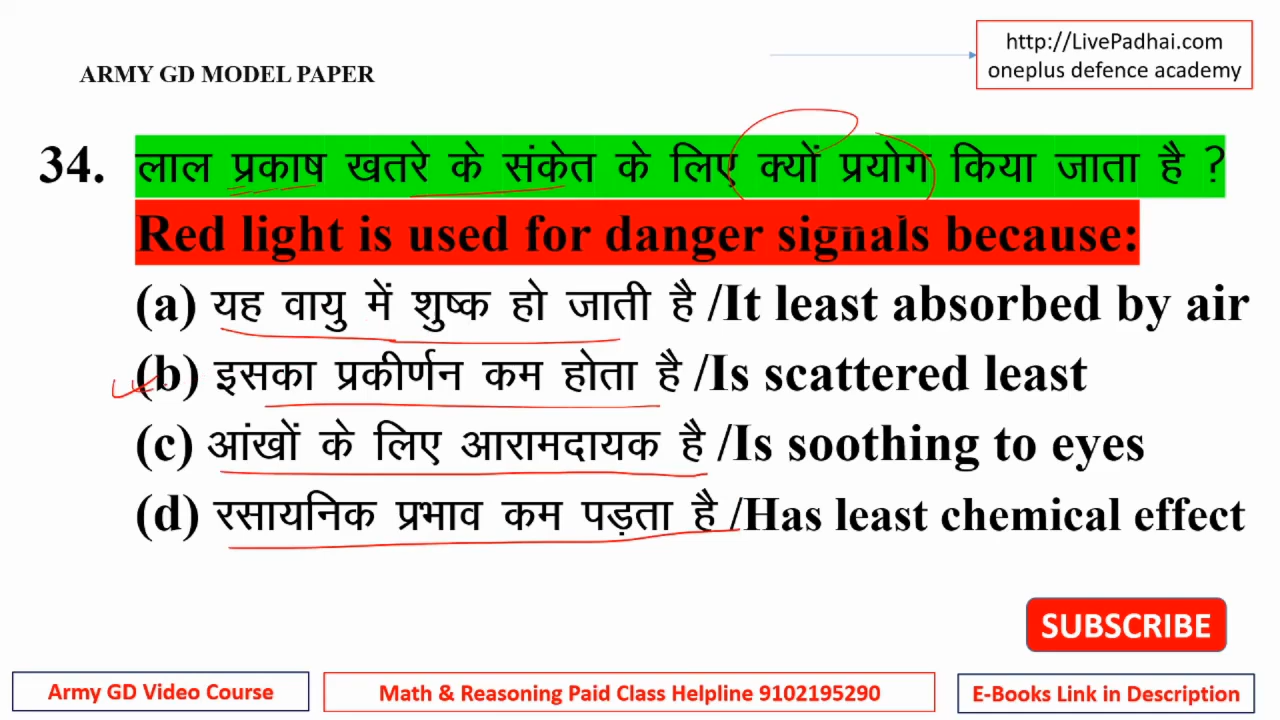 http://LivePadhai.com
oneplus defence academy
ARMY GD MODEL PAPER
34. लाल प्रकाष खतरे के संकेत के लिए क्यों प्रयोग किया जाता है ?
Red light is used for danger signals because:
(a) यह वायु में शुष्क हो जाती है /It least absorbed by air
(b) इसका प्रकीर्णन कम होता है /Is scattered least
(c) आंखों के लिए आरामदायक है /Is soothing to eyes
(d) रसायनिक प्रभाव कम पड़ता है /Has least chemical effect
SUBSCRIBE
Army GD Video Course
Math & Reasoning Paid Class Helpline 9102195290
E-Books Link in Description